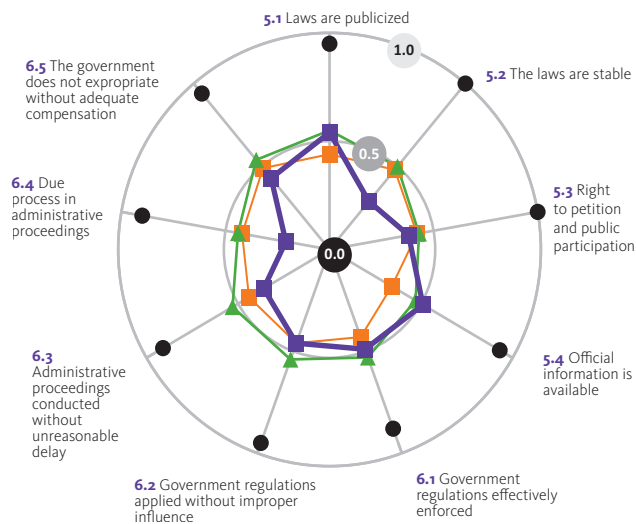 5.1 Laws are publicized
1.0
5.2 The laws are stable
0.5
5.3 Right
to petition
and public
participation
0.0
5.4 Official
information is
available
6.1 Government
regulations effectively
enforced
6.2 Government regulations
applied without improper
influence
6.3
Administrative
proceedings
conducted
without
unreasonable
delay
6.4 Due
process in
administrative
proceedings
6.5 The government
does not expropriate
without adequate
compensation